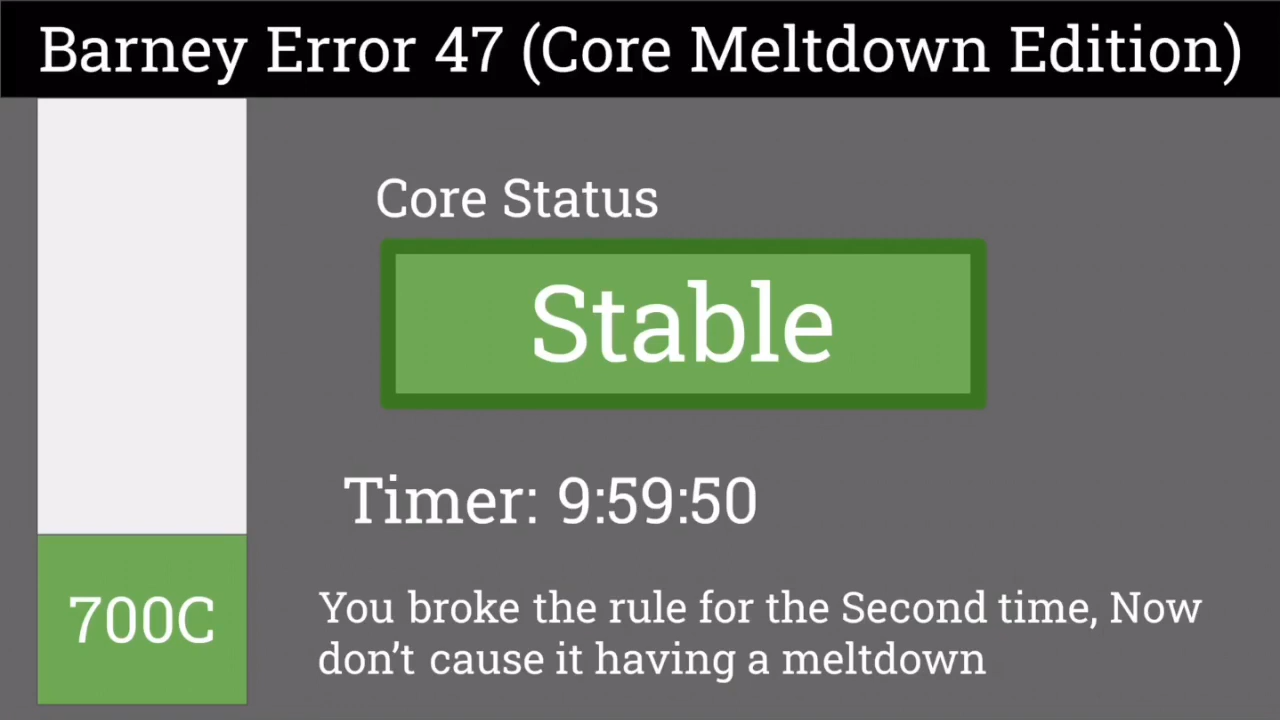 Barney Error 47 (Core Meltdown Edition)
Core Status
Stable
Timer: 9:59:50
700C
You broke the rule for the Second time, Now
don't cause it having a meltdown